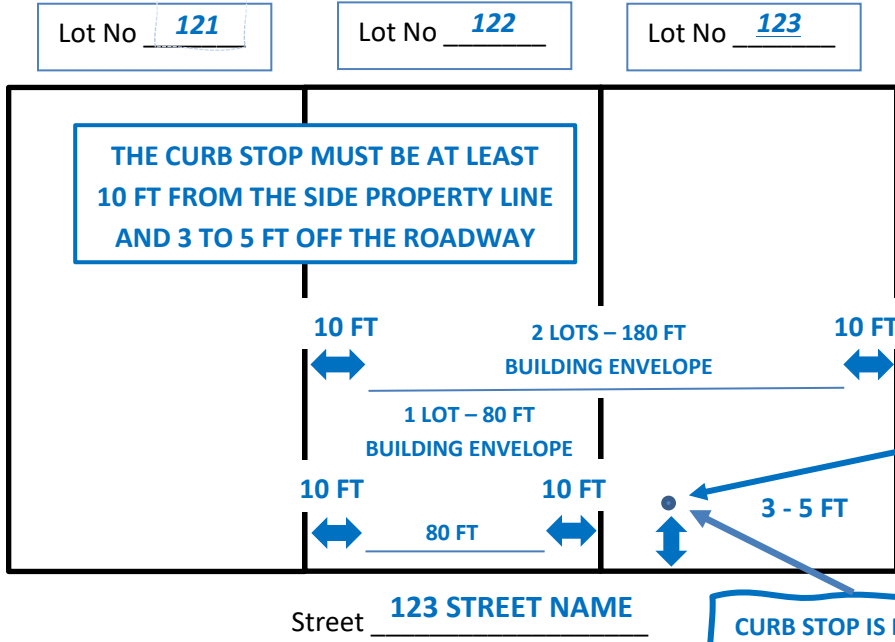 Lot No 121
Lot No 122
Lot No 123
THE CURB STOP MUST BE AT LEAST
10 FT FROM THE SIDE PROPERTY LINE
AND 3 TO 5 FT OFF THE ROADWAY
10 FT
2 LOTS – 180 FT
BUILDING ENVELOPE
10 FT
1 LOT – 80 FT
BUILDING ENVELOPE
10 FT
10 FT
80 FT
3 - 5 FT
Street 123 STREET NAME
CURB STOP IS